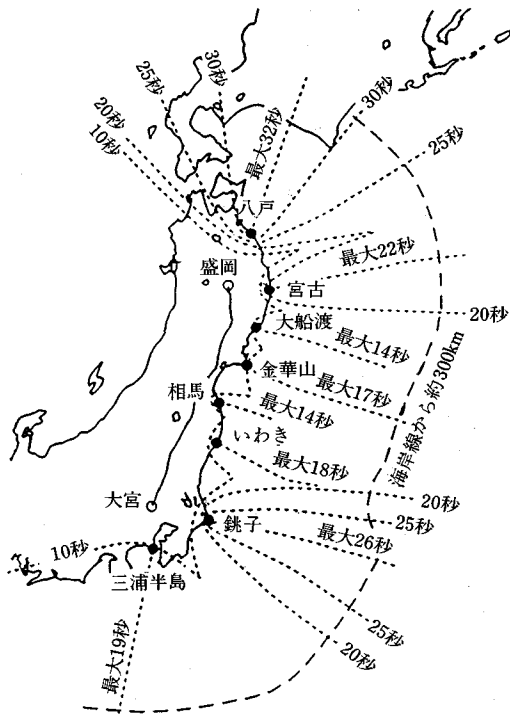 30秒
25秒
20秒
10秒
最大32秒
30秒
25秒
八戸
最大22秒
盛岡
宮古
20秒
大船渡
最大14秒
金華山
最大17秒
相馬
最大14秒
海岸線から約300km
いわき
最大18秒
大宮
20秒
銚子
25秒
最大26秒
10秒
三浦半島
25秒
20秒
最大19秒